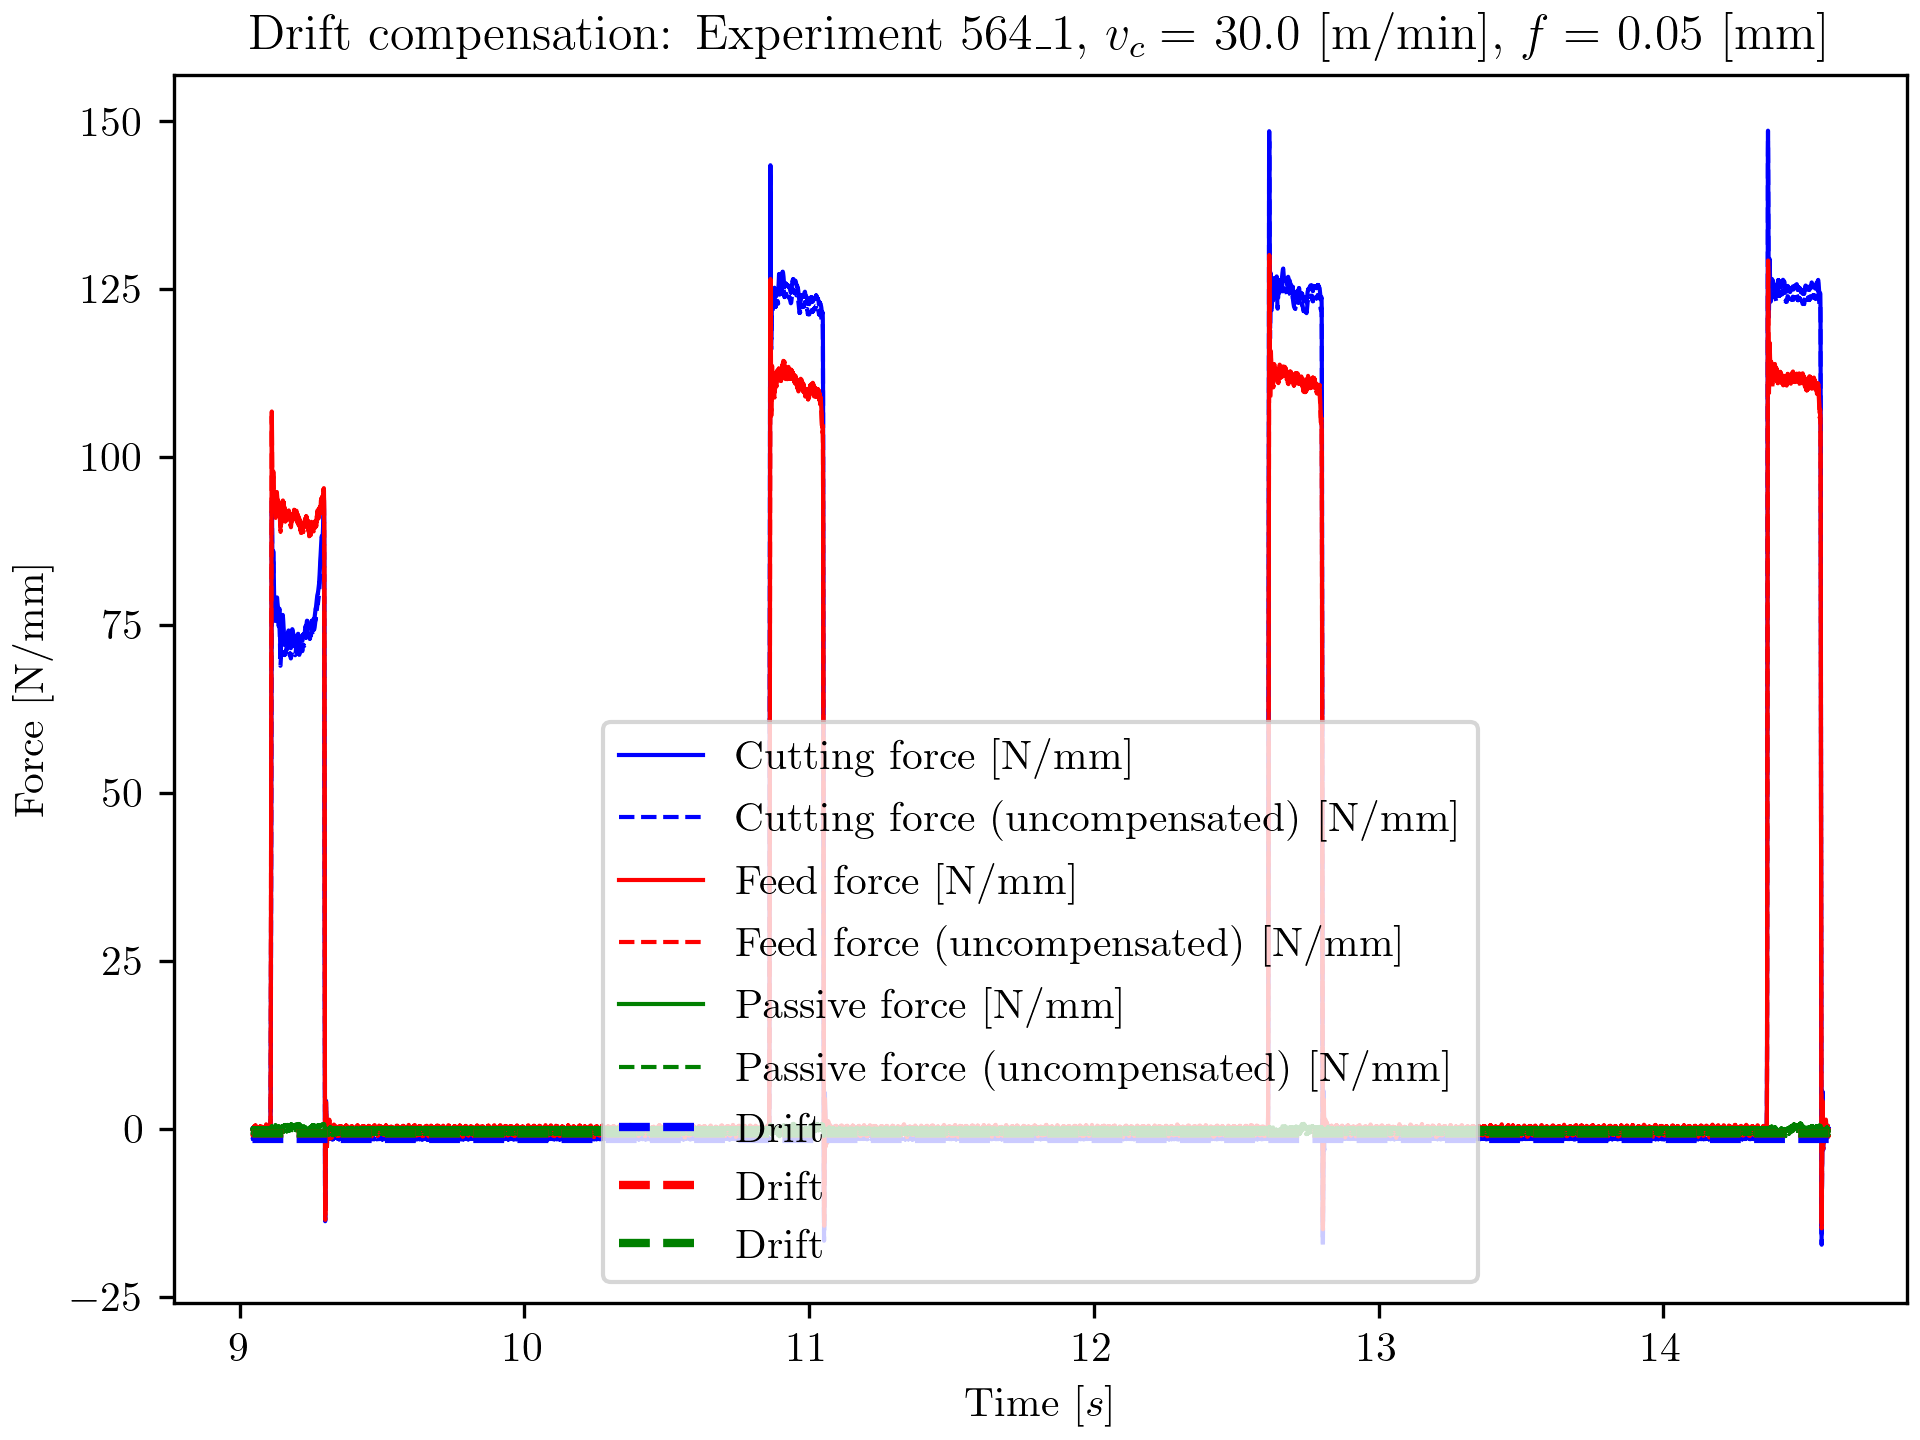 Drift compensation: Experiment 564_1, v_c = 30.0 [m/min], f = 0.05 [mm]
150
125
100
75
50
25
0
−25
Force [N/mm]
Cutting force [N/mm]
Cutting force (uncompensated) [N/mm]
Feed force [N/mm]
Feed force (uncompensated) [N/mm]
Passive force [N/mm]
Passive force (uncompensated) [N/mm]
Drift
Drift
Drift
9 10 11 12 13 14
Time [s]